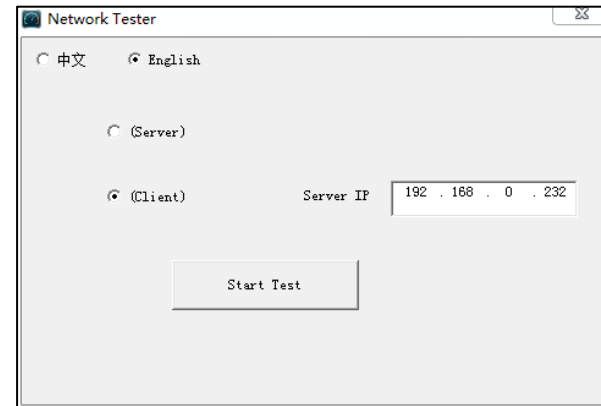 Network Tester
中文 English
(Server)
(Client) Server IP 192 . 168 . 0 . 232
Start Test